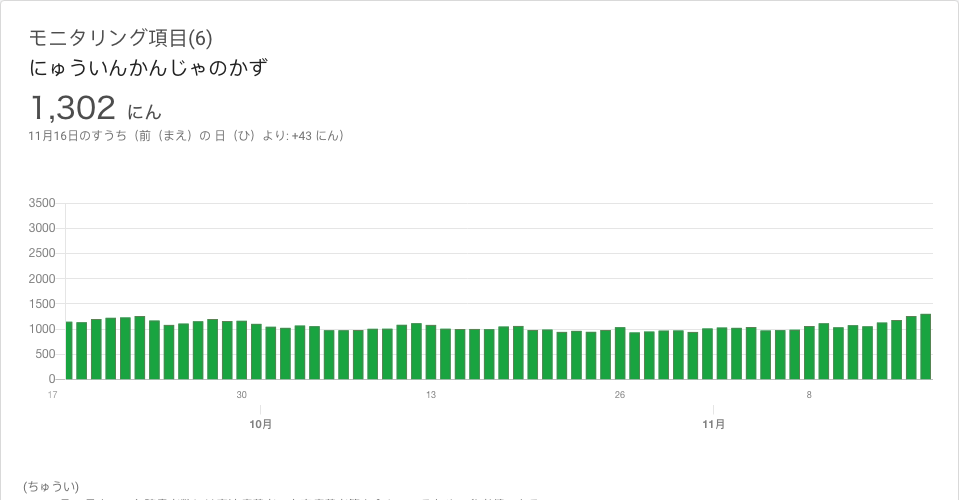 モニタリング項目(6)
にゅういんかんじゃのかず
1,302 にん
11月16日のすうち（前（まえ）の 日（ひ）より: +43 にん）
3500
3000
2500
2000
1500
1000
500
0
17 30 13 26 8
10月 11月
(ちゅうい)